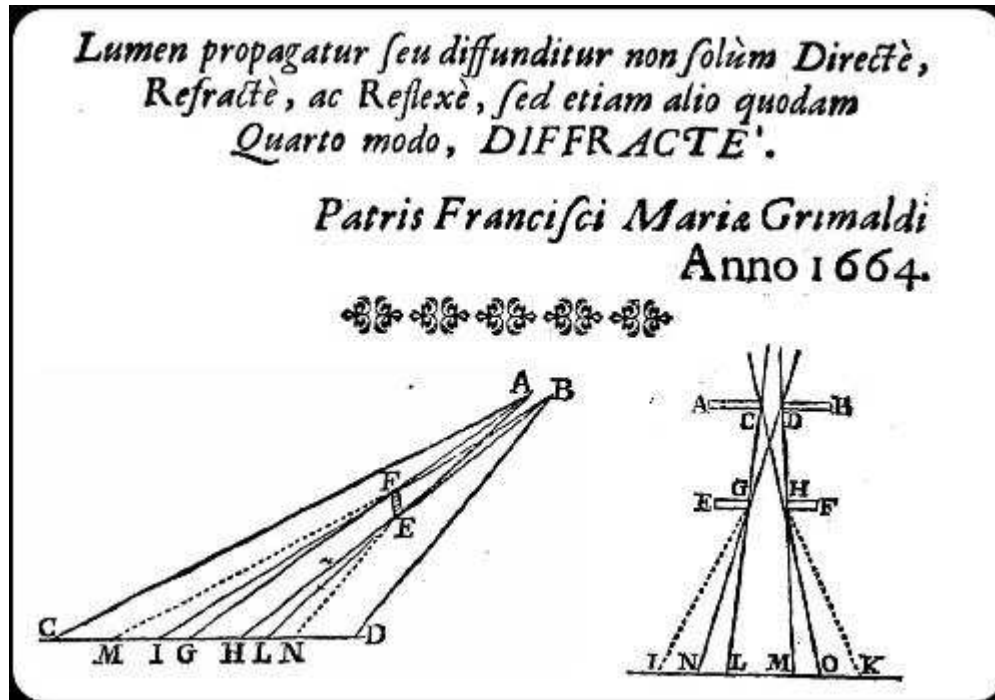 Lumen propagatur ſeu diffunditur non ſolùm Directè,
Refractè, ac Reflexè, ſed etiam alio quodam
Quarto modo, DIFFRACTE'.
Patris Franciſci Mariæ Grimaldi
Anno 1664.
A B
F
E
C D
M I G H L N
A B
C D
G H
E F
I N L M O K